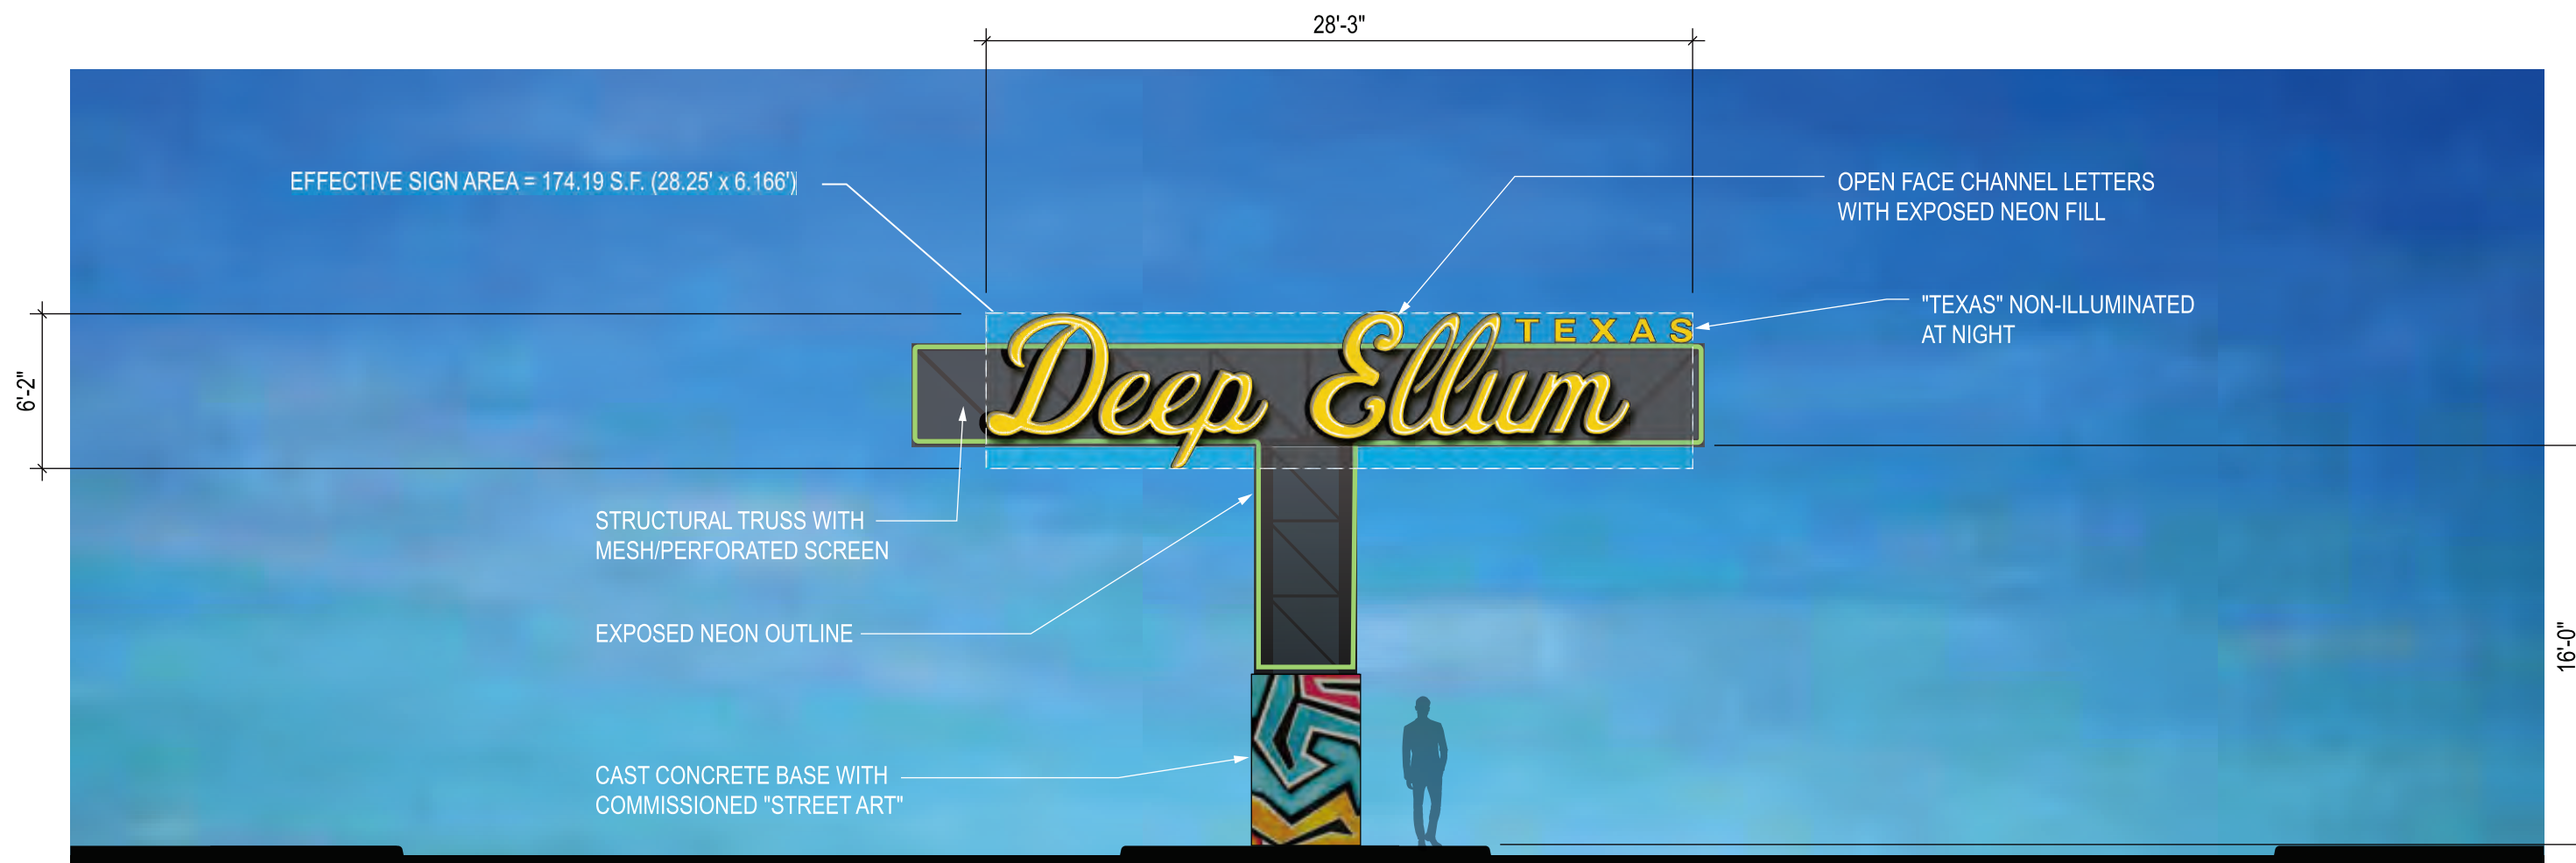 28'-3"
EFFECTIVE SIGN AREA = 174.19 S.F. (28.25' x 6.166')
OPEN FACE CHANNEL LETTERS
WITH EXPOSED NEON FILL
"TEXAS" NON-ILLUMINATED
AT NIGHT
TEXAS
Deep Ellum
6'-2"
STRUCTURAL TRUSS WITH
MESH/PERFORATED SCREEN
EXPOSED NEON OUTLINE
16'-0"
CAST CONCRETE BASE WITH
COMMISSIONED "STREET ART"